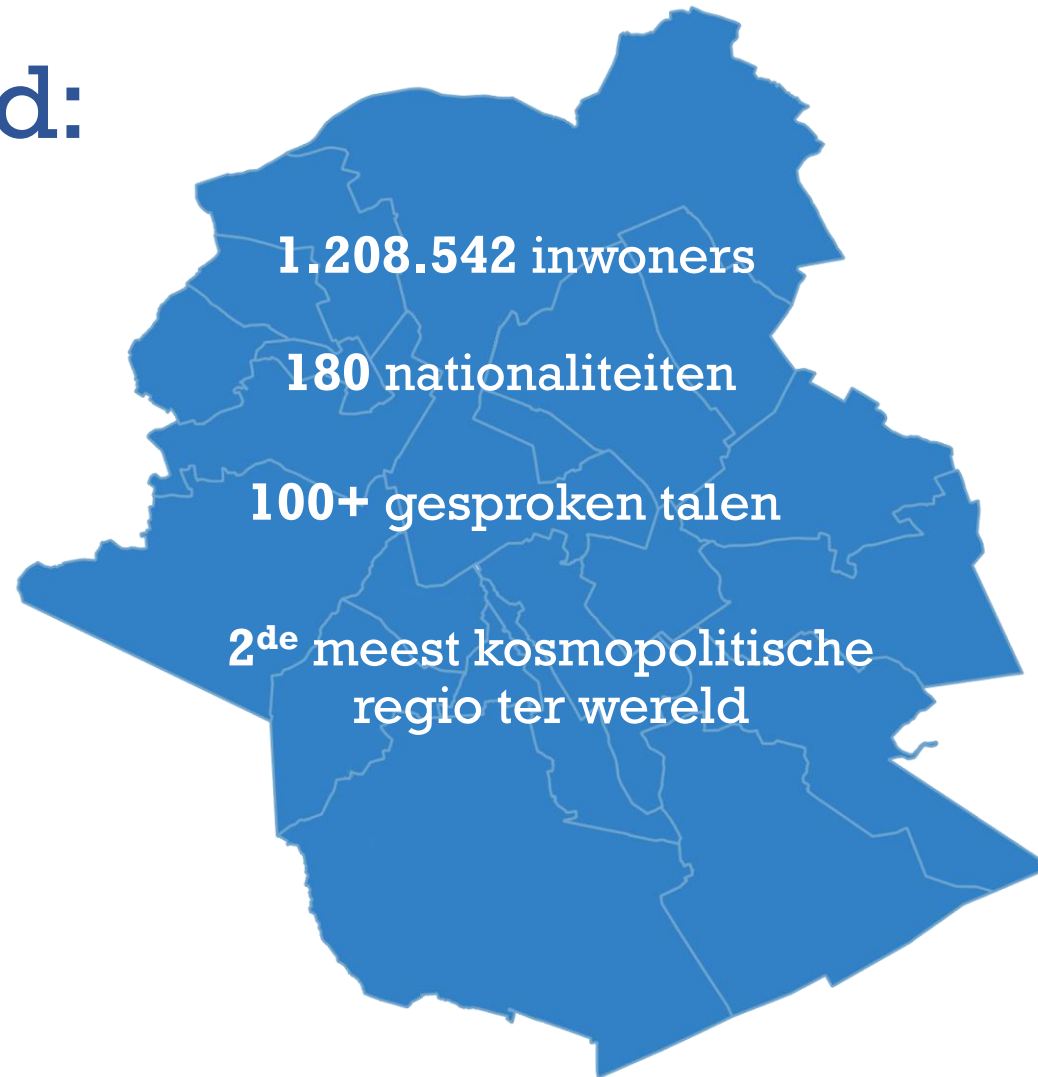 d:
1.208.542 inwoners
180 nationaliteiten
100+ gesproken talen
2de meest kosmopolitische
regio ter wereld